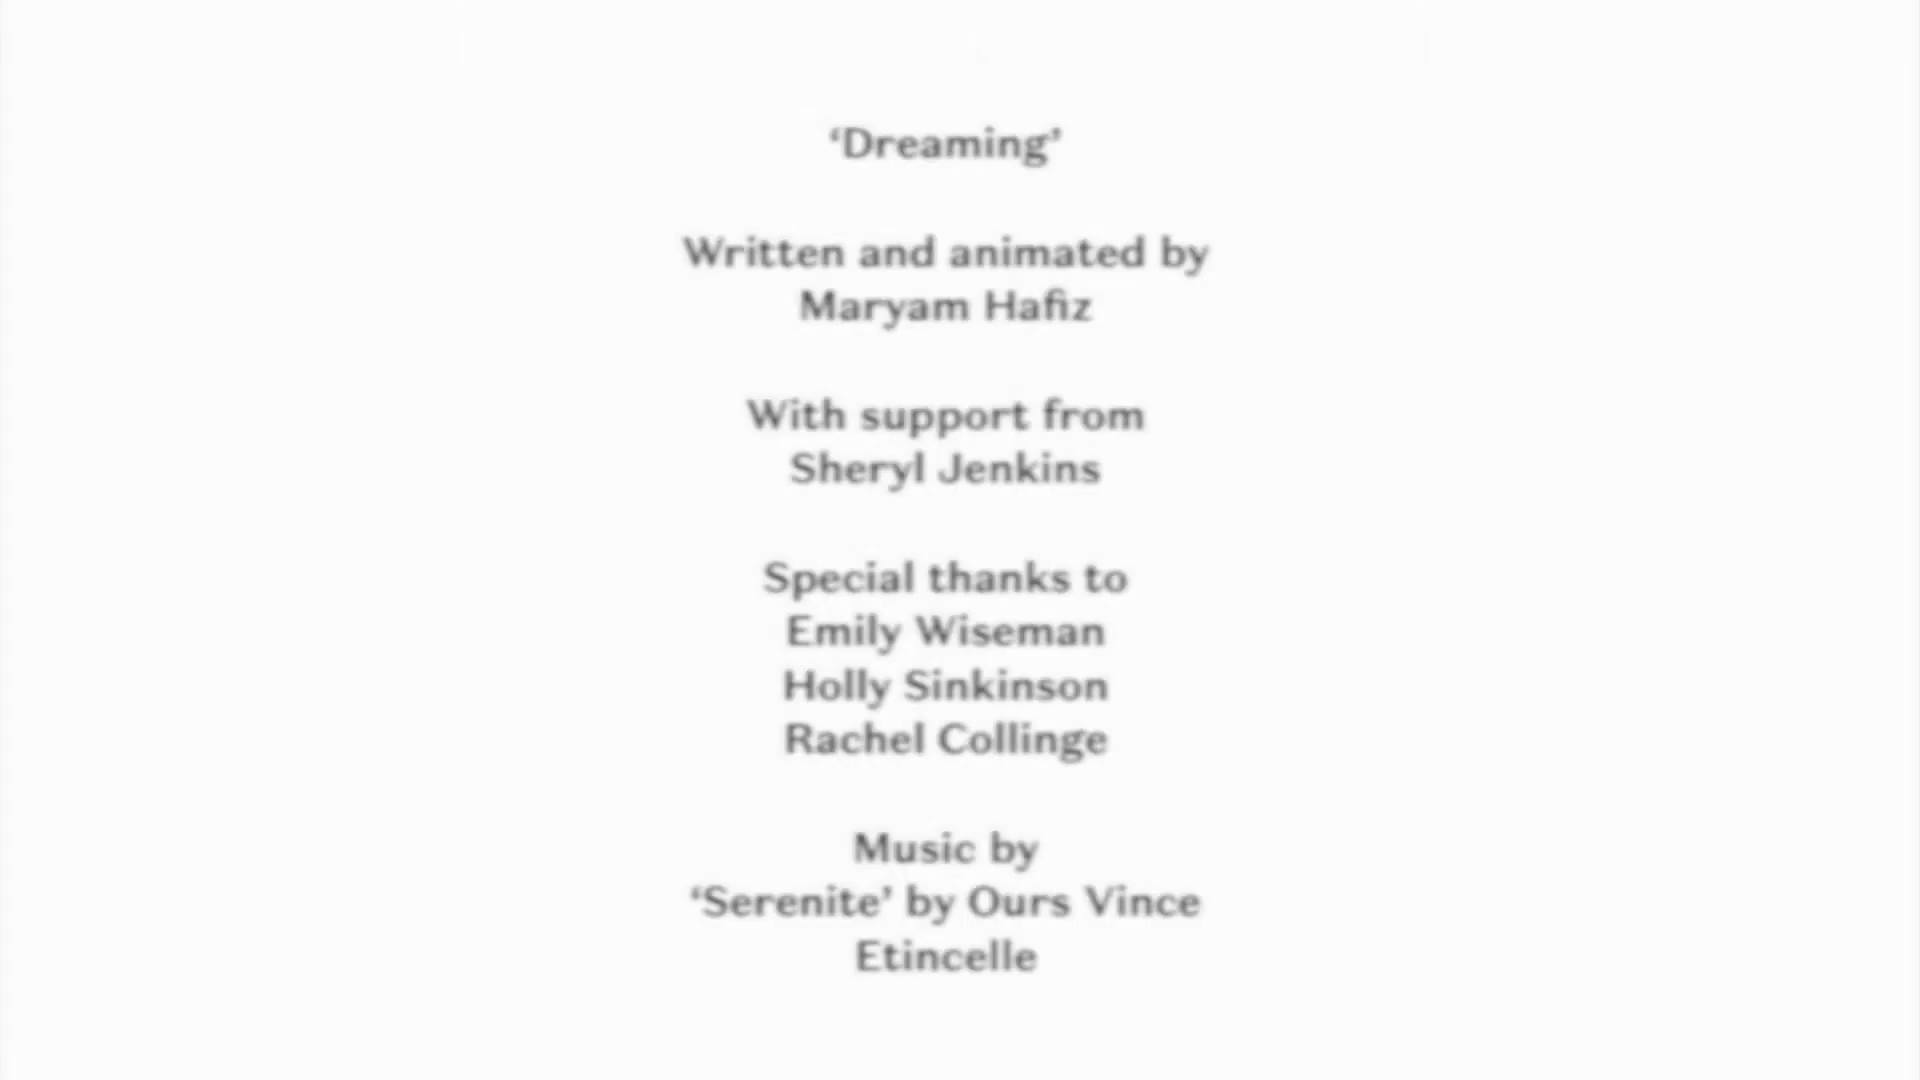 ‘Dreaming’
Written and animated by
Maryam Hafiz
With support from
Sheryl Jenkins
Special thanks to
Emily Wiseman
Holly Sinkinson
Rachel Collinge
Music by
‘Serenite’ by Ours Vince
Etincelle